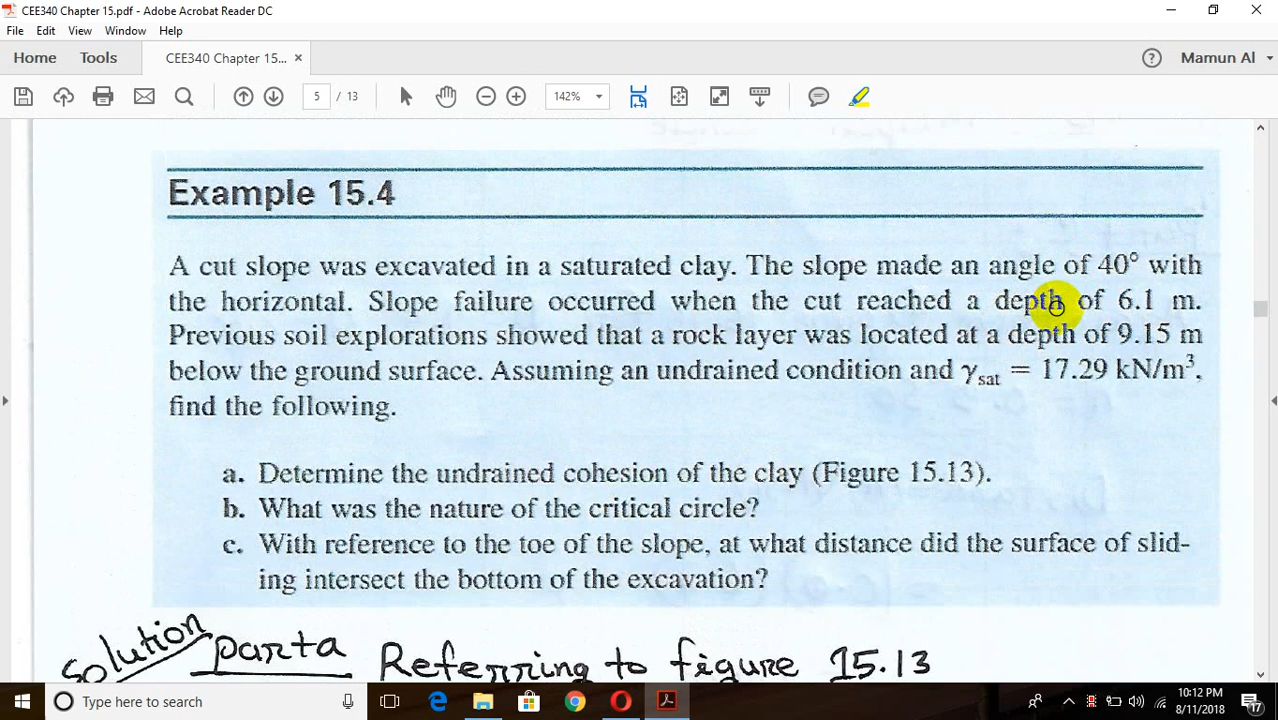 CEE340 Chapter 15.pdf - Adobe Acrobat Reader DC
File Edit View Window Help
Home Tools CEE340 Chapter 15... × Mamun Al
5 / 13 142%
Example 15.4
A cut slope was excavated in a saturated clay. The slope made an angle of 40° with
the horizontal. Slope failure occurred when the cut reached a depth of 6.1 m.
Previous soil explorations showed that a rock layer was located at a depth of 9.15 m
below the ground surface. Assuming an undrained condition and γsat = 17.29 kN/m³,
find the following.
a. Determine the undrained cohesion of the clay (Figure 15.13).
b. What was the nature of the critical circle?
c. With reference to the toe of the slope, at what distance did the surface of slid-
ing intersect the bottom of the excavation?
Solution parta Referring to figure 15.13
Type here to search
10:12 PM
8/11/2018
17